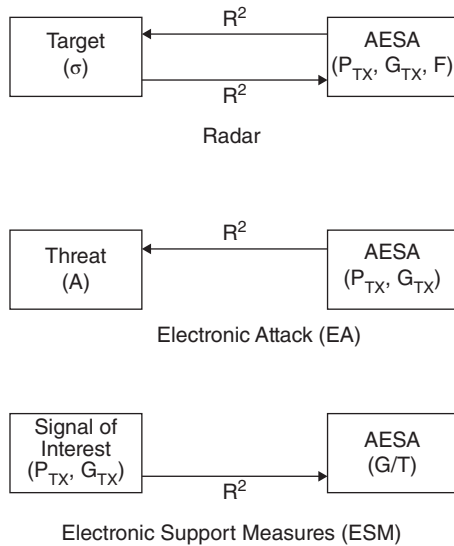 R²
Target
(σ)
AESA
(P_TX, G_TX, F)
R²
Radar
R²
Threat
(A)
AESA
(P_TX, G_TX)
Electronic Attack (EA)
Signal of
Interest
(P_TX, G_TX)
AESA
(G/T)
R²
Electronic Support Measures (ESM)